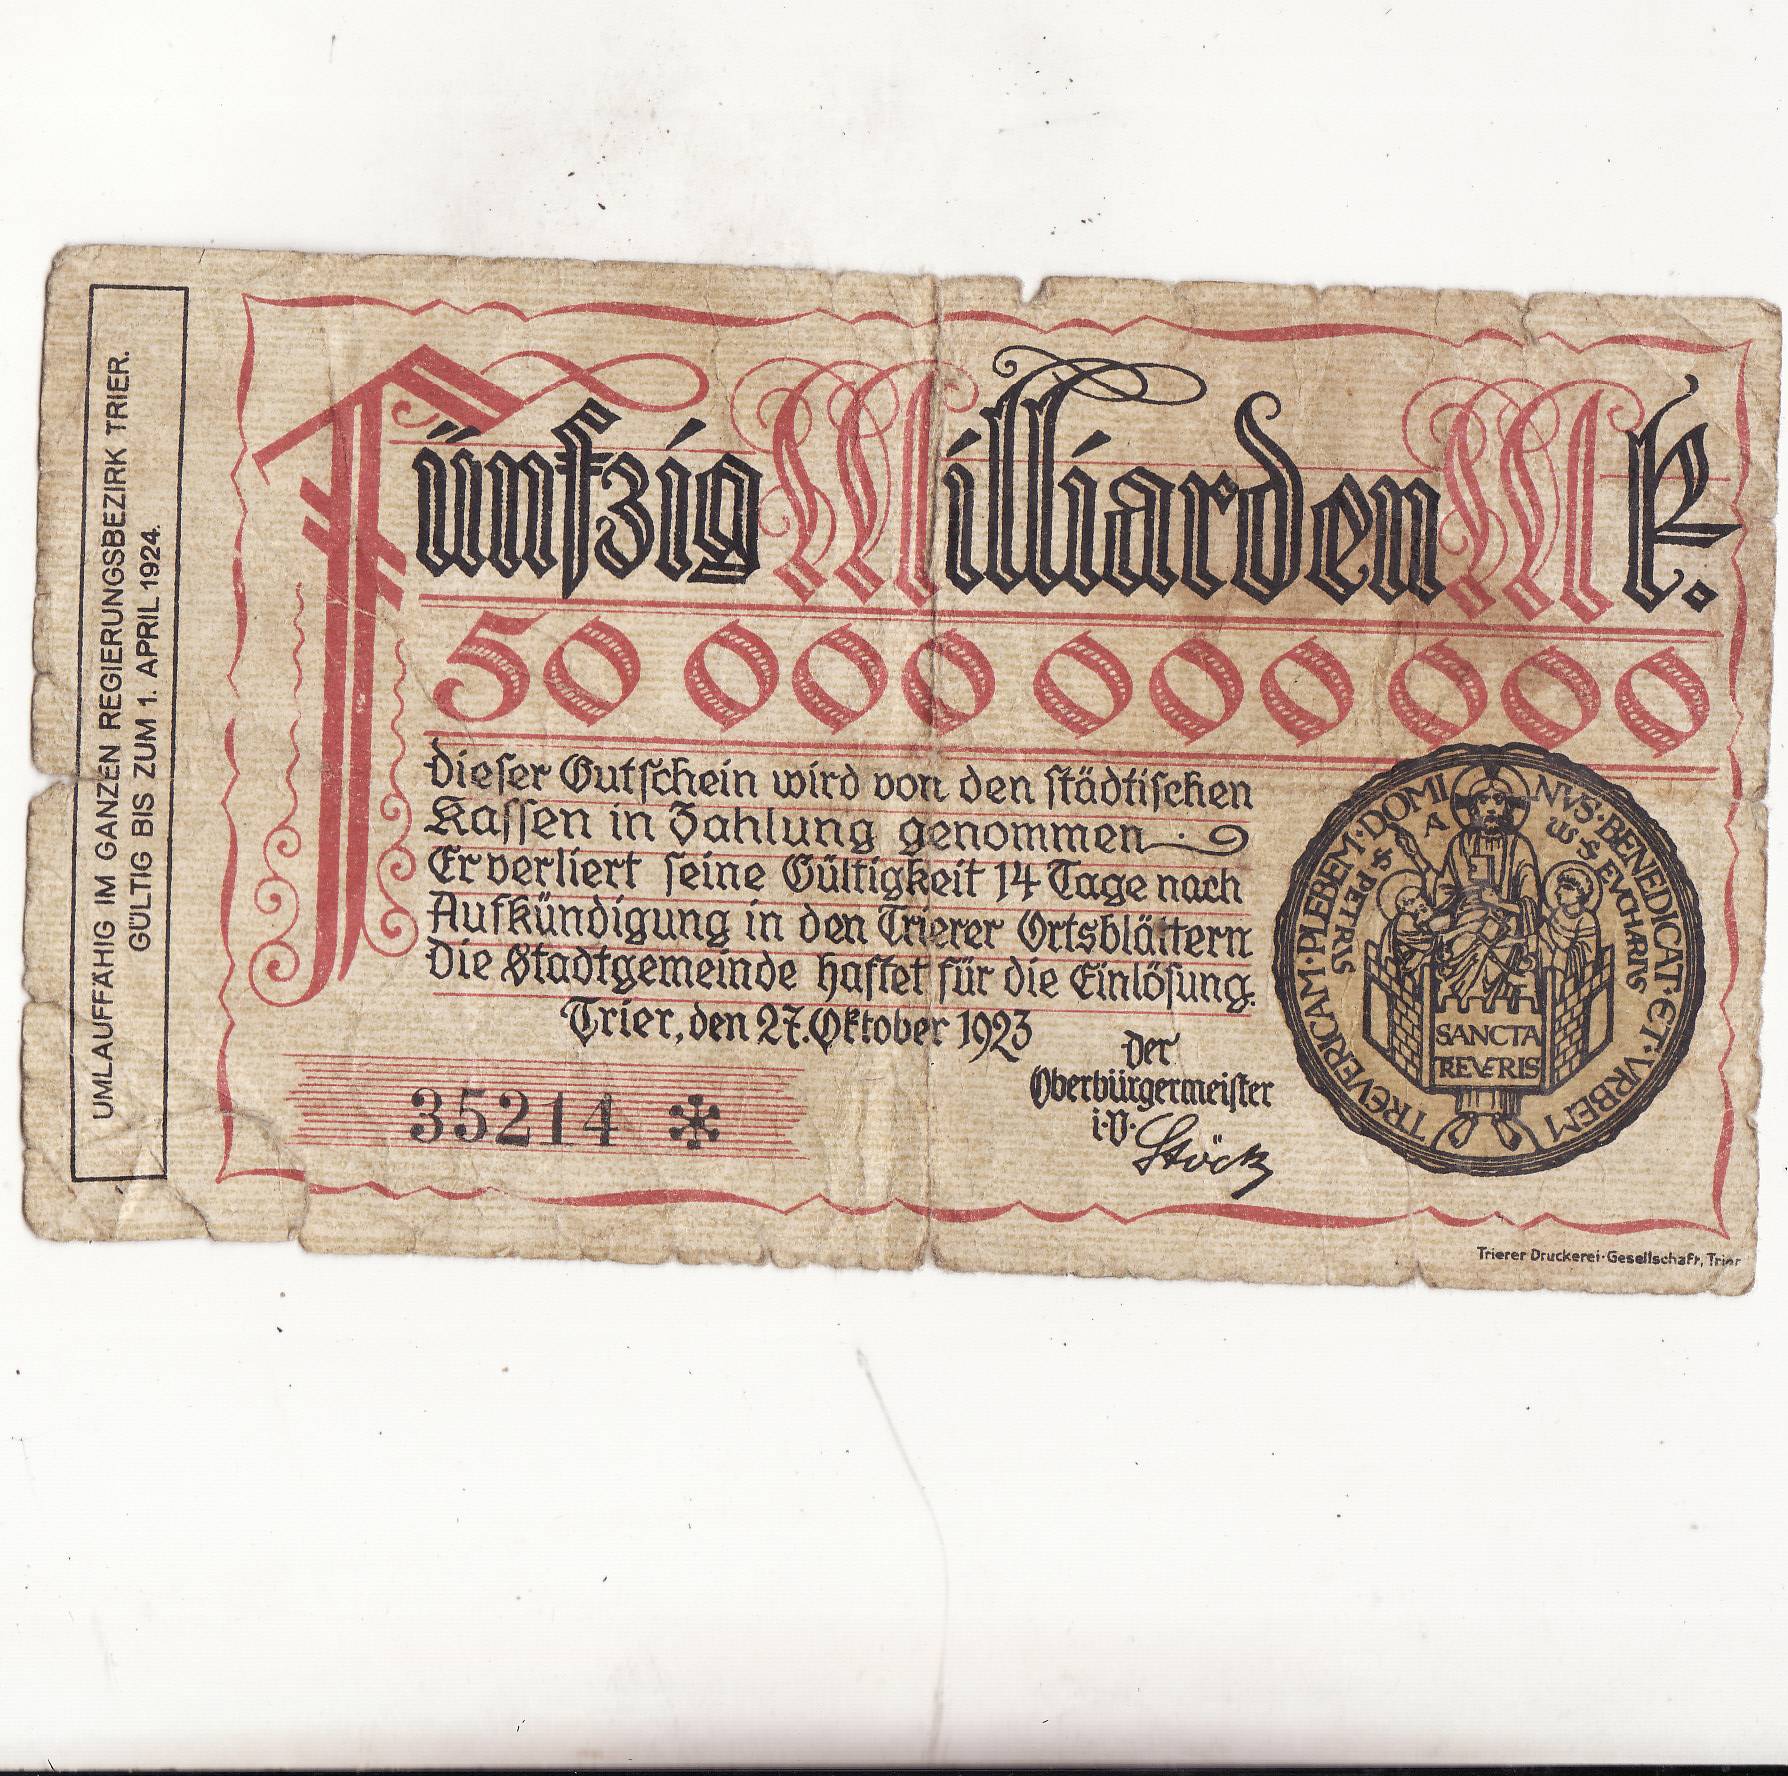 UMLAUFFÄHIG IM GANZEN REGIERUNGSBEZIRK TRIER.
GÜLTIG BIS ZUM 1. APRIL 1924.
Fünfzig Milliarden Mk.
50 000 000 000
Dieser Gutschein wird von den städtischen
Kassen in Zahlung genommen.
Er verliert seine Gültigkeit 14 Tage nach
Aufkündigung in den Trierer Ortsblättern
Die Stadtgemeinde haftet für die Einlösung.
Trier, den 27. Oktober 1923
Der
Oberbürgermeister
i.V.
Stöck
35214 *
TREVERICAM·PLEBEM·DOMINVS·BENEDICAT·ET·VRBEM
A
S PETRVS
S EVCHARIVS
SANCTA
TREVERIS
Trierer Druckerei-Gesellschaft, Trier